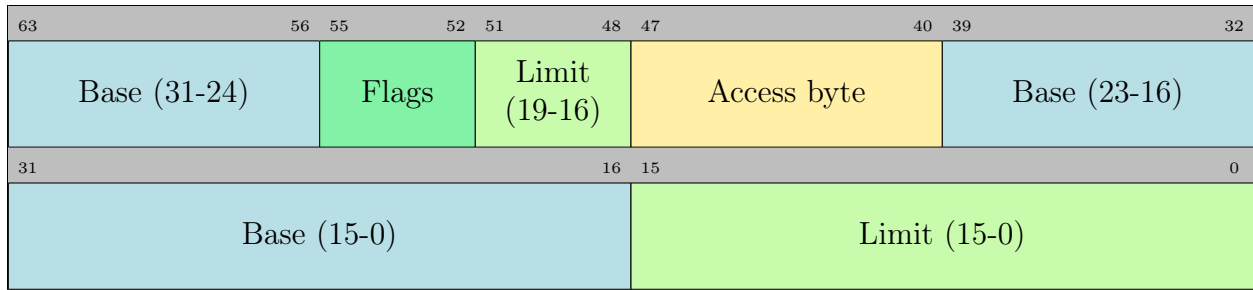 63 56 55 52 51 48 47 40 39 32
Base (31-24) Flags Limit (19-16) Access byte Base (23-16)
31 16 15 0
Base (15-0) Limit (15-0)